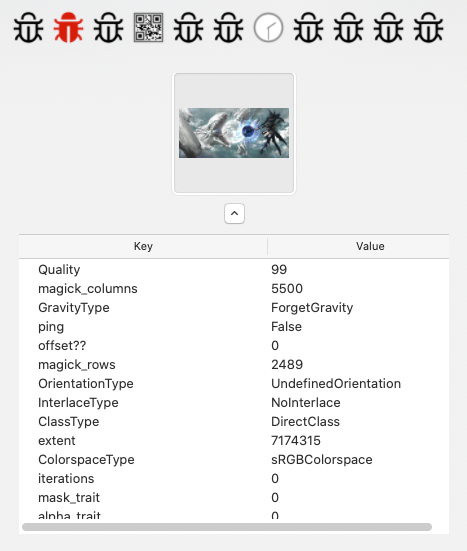 Key Value
Quality 99
magick_columns 5500
GravityType ForgetGravity
ping False
offset?? 0
magick_rows 2489
OrientationType UndefinedOrientation
InterlaceType NoInterlace
ClassType DirectClass
extent 7174315
ColorspaceType sRGBColorspace
iterations 0
mask_trait 0
alpha_trait 0